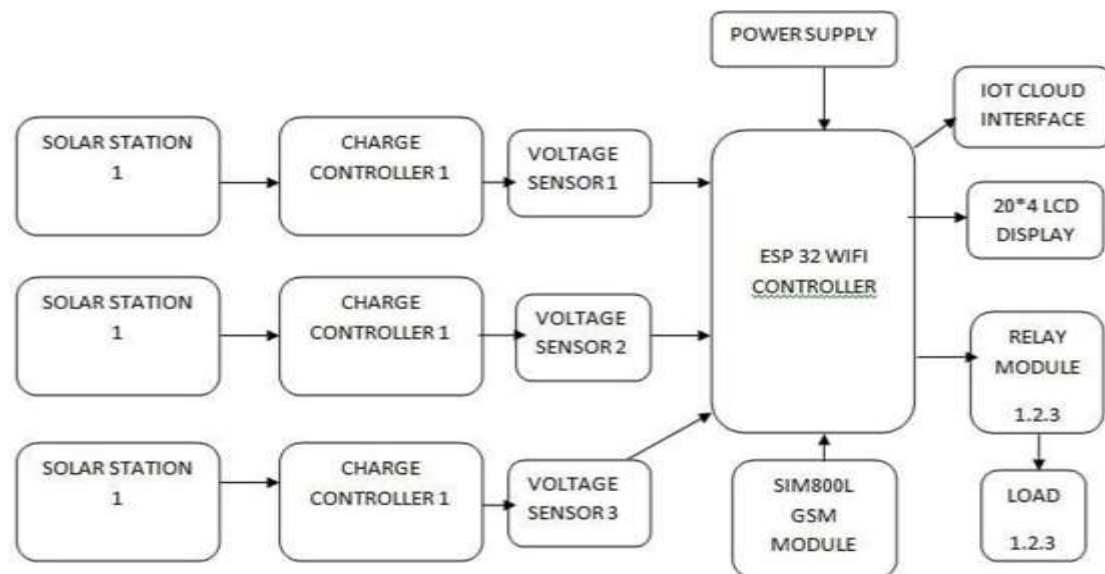 POWER SUPPLY
IOT CLOUD
INTERFACE
SOLAR STATION
1
CHARGE
CONTROLLER 1
VOLTAGE
SENSOR 1
20*4 LCD
DISPLAY
ESP 32 WIFI
CONTROLLER
SOLAR STATION
1
CHARGE
CONTROLLER 1
VOLTAGE
SENSOR 2
RELAY
MODULE
1.2.3
SOLAR STATION
1
CHARGE
CONTROLLER 1
VOLTAGE
SENSOR 3
SIM800L
GSM
MODULE
LOAD
1.2.3